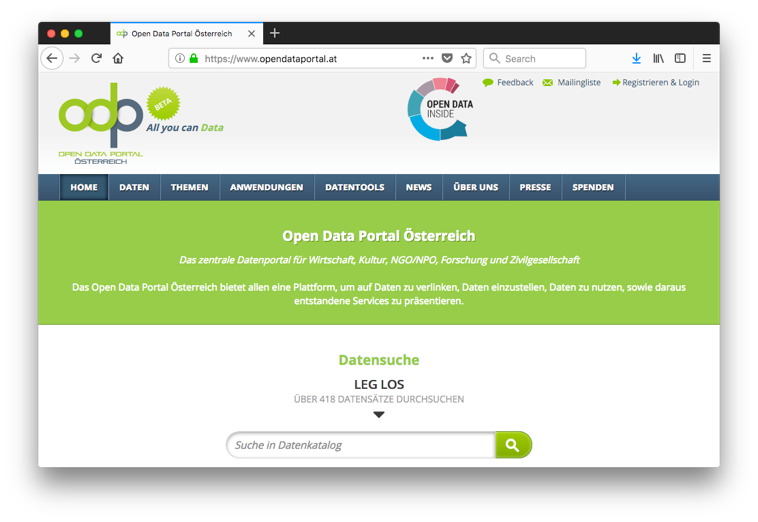 Open Data Portal Österreich
https://www.opendataportal.at
Search
odp
BETA
All you can Data
OPEN DATA PORTAL
ÖSTERREICH
OPEN DATA
INSIDE
Feedback
Mailingliste
Registrieren & Login
HOME DATEN THEMEN ANWENDUNGEN DATENTOOLS NEWS ÜBER UNS PRESSE SPENDEN
Open Data Portal Österreich
Das zentrale Datenportal für Wirtschaft, Kultur, NGO/NPO, Forschung und Zivilgesellschaft
Das Open Data Portal Österreich bietet allen eine Plattform, um auf Daten zu verlinken, Daten einzustellen, Daten zu nutzen, sowie daraus
entstandene Services zu präsentieren.
Datensuche
LEG LOS
ÜBER 418 DATENSÄTZE DURCHSUCHEN
Suche in Datenkatalog